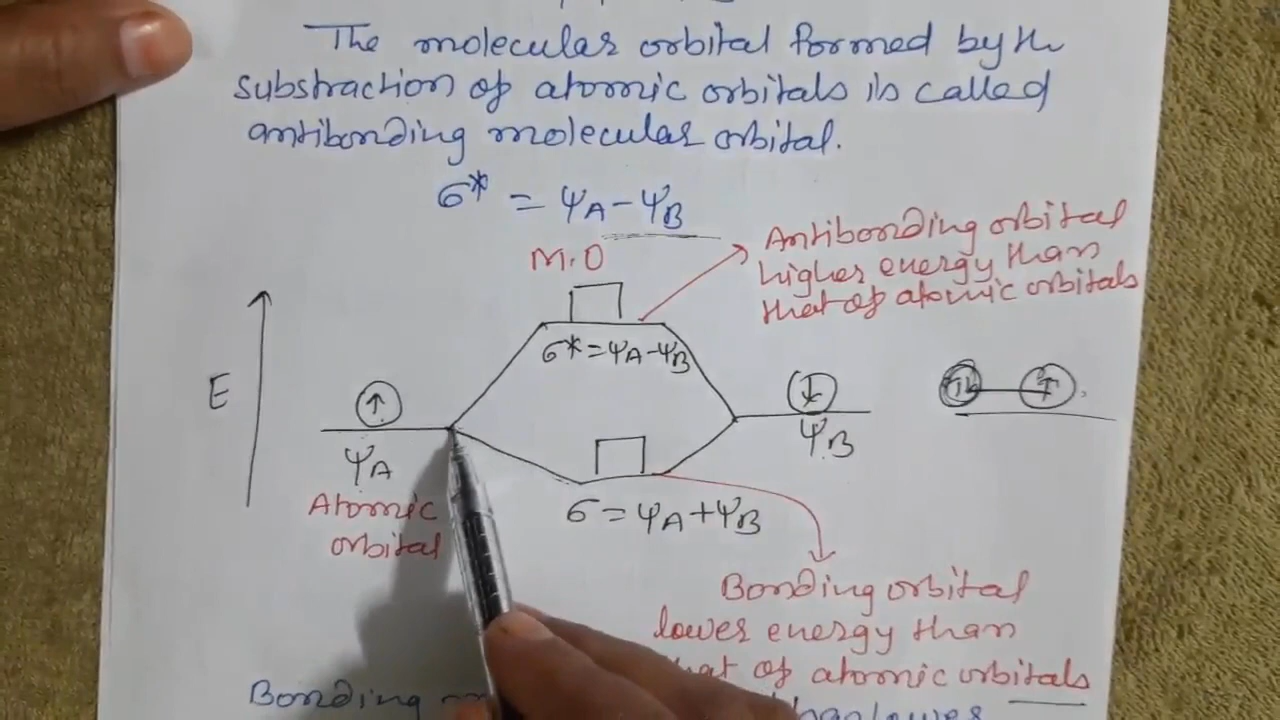 The molecular orbital formed by th
substraction of atomic orbitals is called
antibonding molecular orbital.
σ* = ψA - ψB
M.O
Antibonding orbital
higher energy than
that of atomic orbitals
σ* = ψA - ψB
E
↑
↓
↑↓
↑
ψA
ψB
Atomic
orbital
σ = ψA + ψB
Bonding orbital
lower energy than
hat of atomic orbitals
Bonding